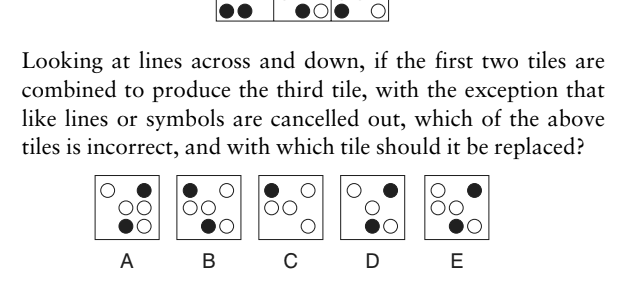 Looking at lines across and down, if the first two tiles are
combined to produce the third tile, with the exception that
like lines or symbols are cancelled out, which of the above
tiles is incorrect, and with which tile should it be replaced?
A B C D E